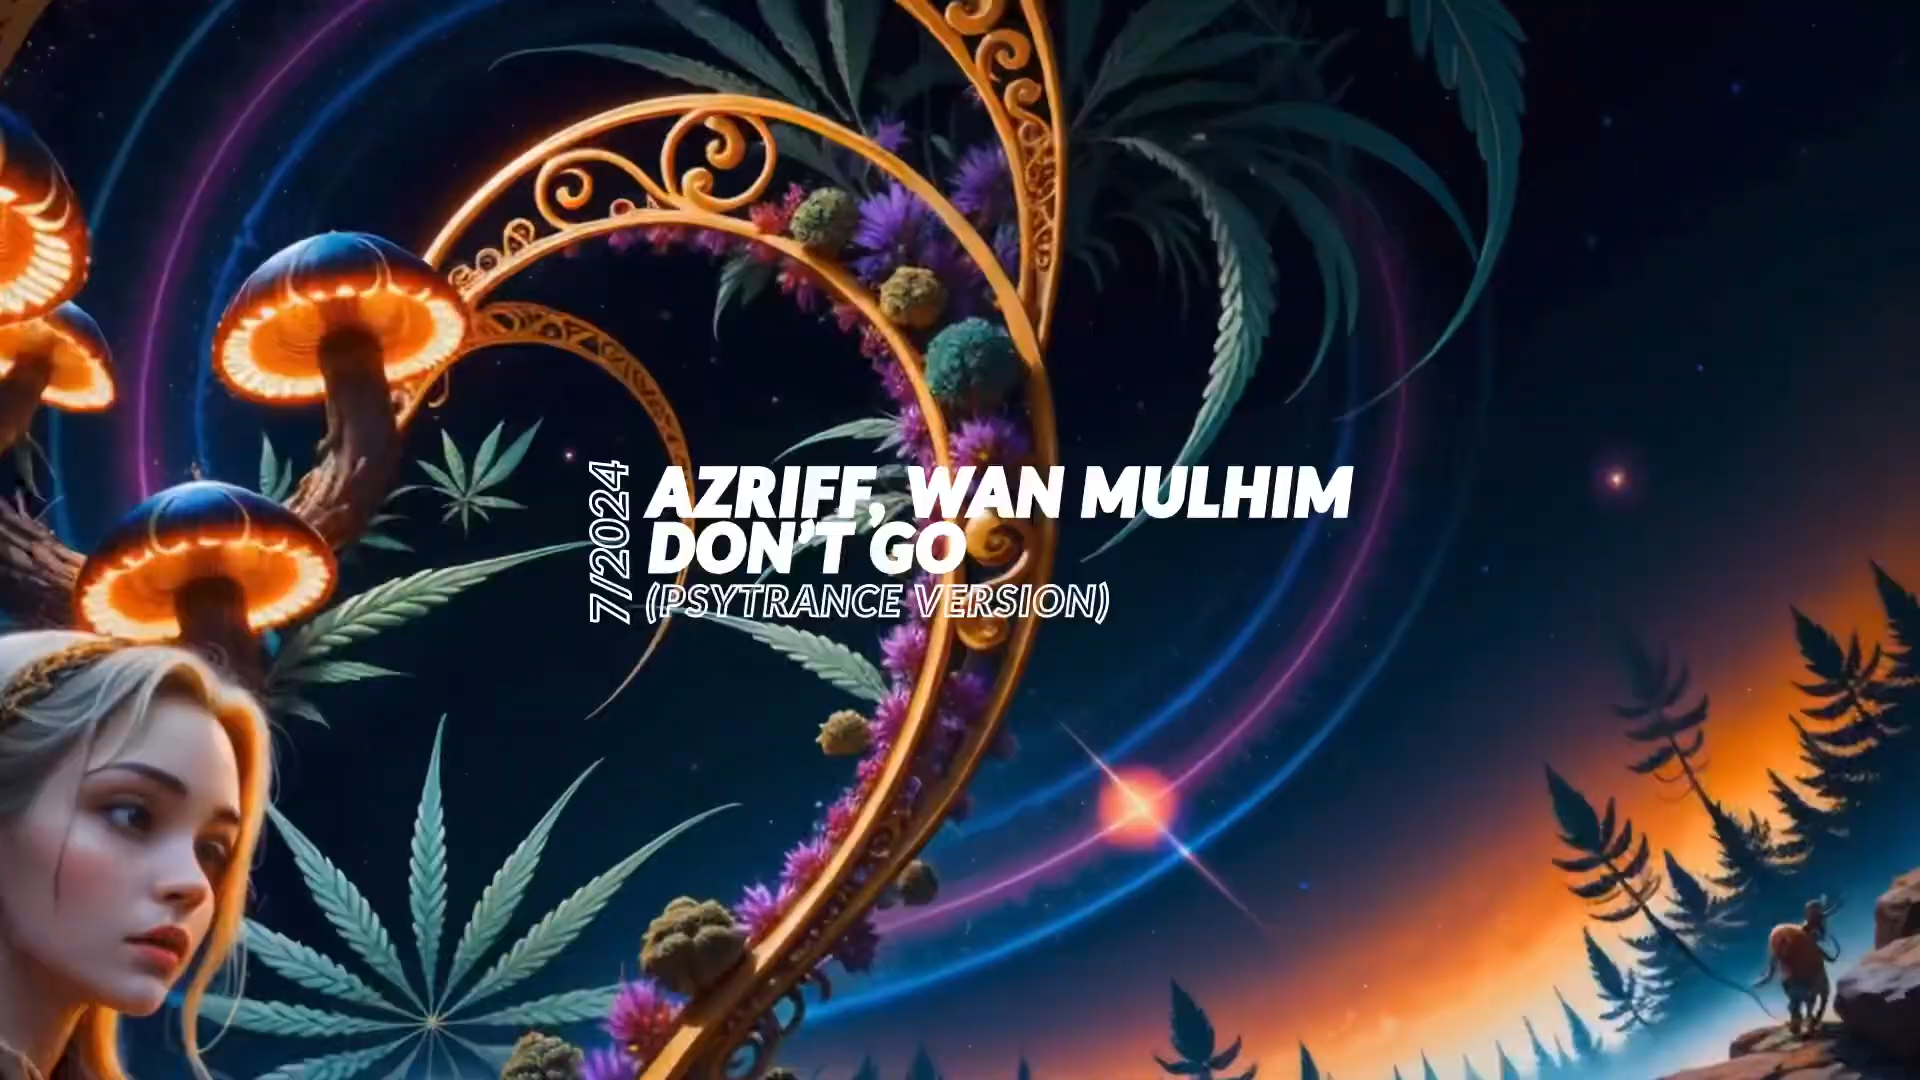 7/2024
AZRIFF, WAN MULHIM
DON'T GO
(PSYTRANCE VERSION)